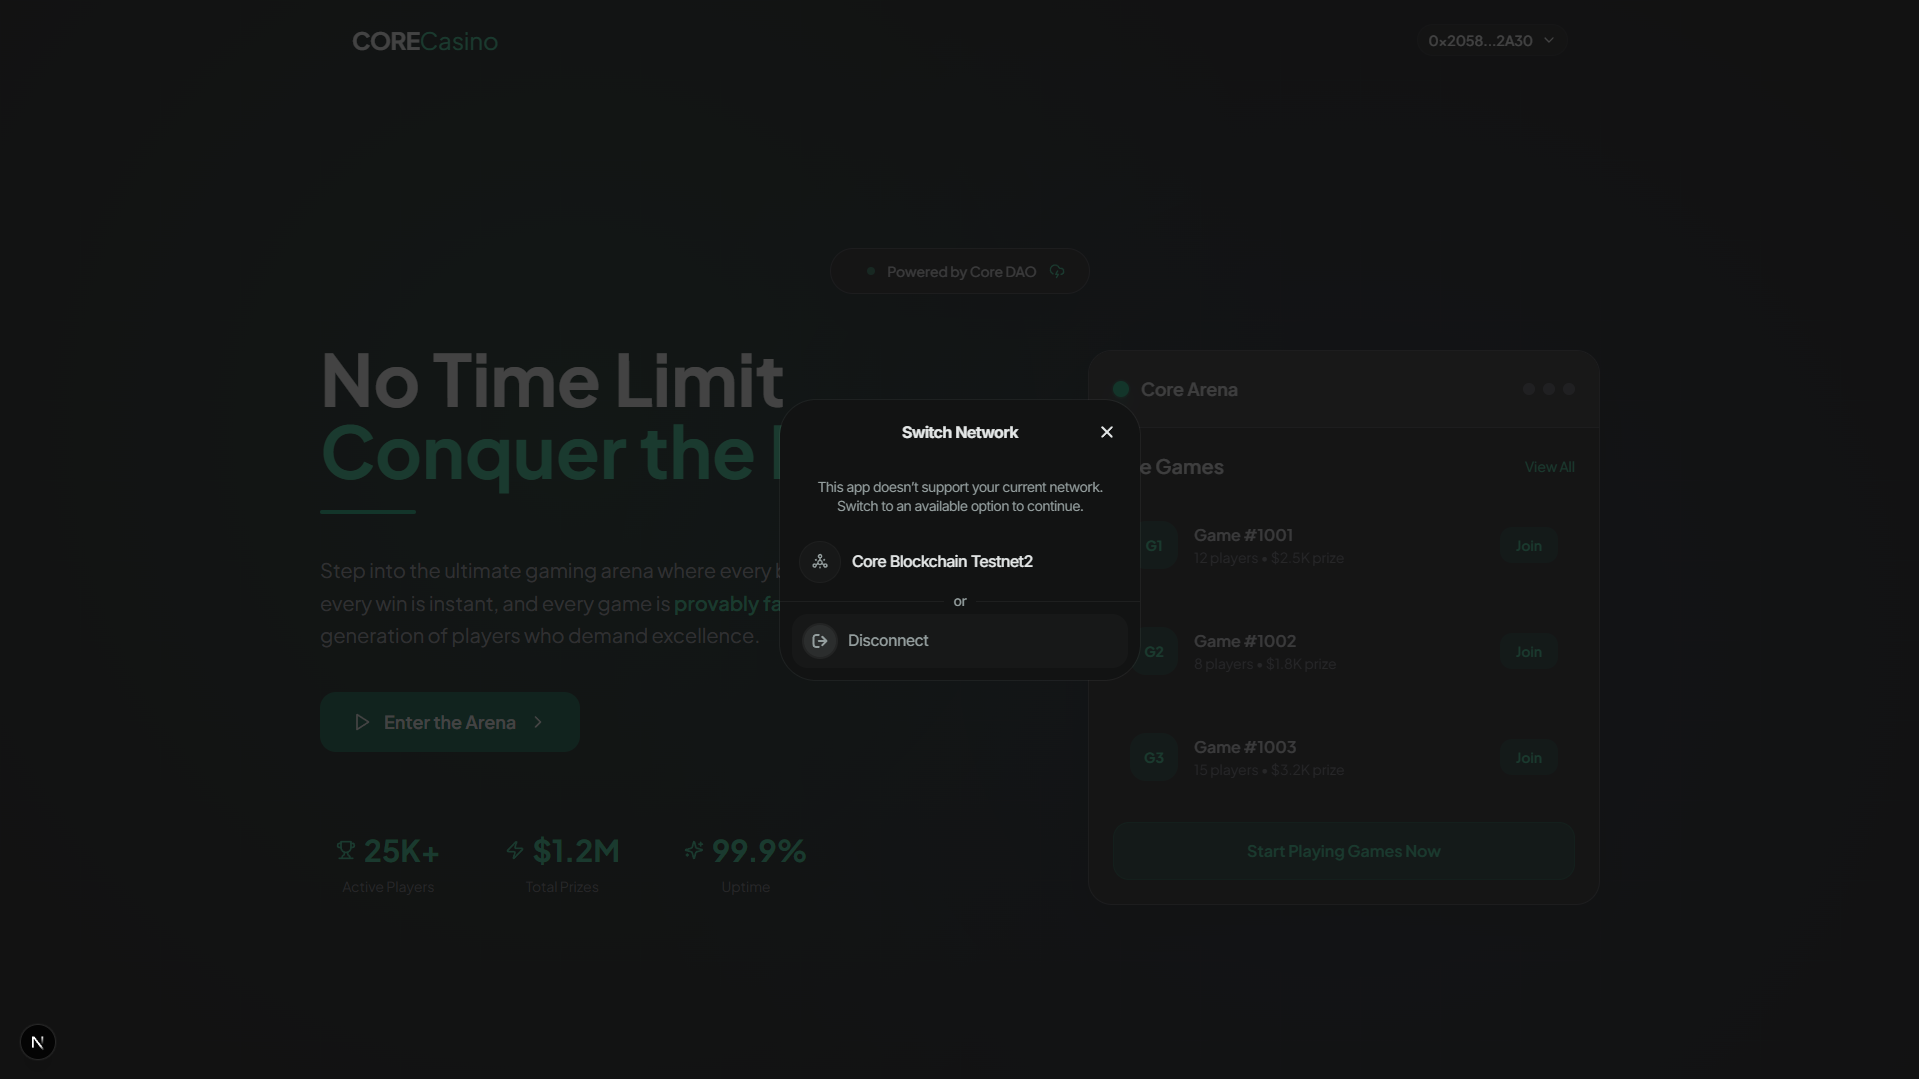 CORECasino
0x2058...2A30
Powered by Core DAO
No Time Limit
Conquer the
Step into the ultimate gaming arena where every
every win is instant, and every game is provably
generation of players who demand excellence.
Enter the Arena
25K+
Active Players
$1.2M
Total Prizes
99.9%
Uptime
Switch Network
This app doesn't support your current network.
Switch to an available option to continue.
Core Blockchain Testnet2
or
Disconnect
Core Arena
Games
View All
G1
Game #1001
12 players • $2.5K prize
Join
G2
Game #1002
8 players • $1.8K prize
Join
G3
Game #1003
15 players • $3.2K prize
Join
Start Playing Games Now
N